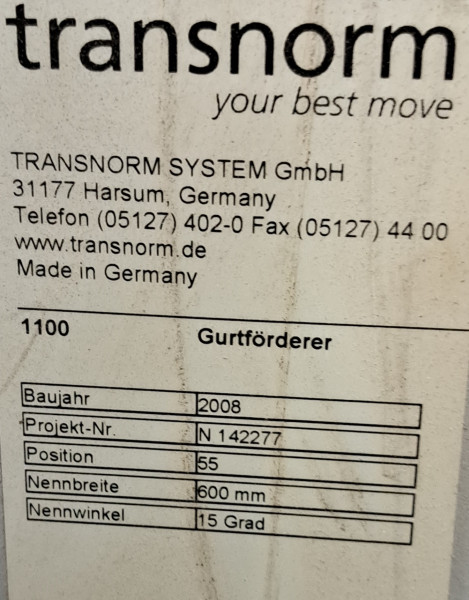 transnorm
your best move
TRANSNORM SYSTEM GmbH
31177 Harsum, Germany
Telefon (05127) 402-0 Fax (05127) 44 00
www.transnorm.de
Made in Germany
1100 Gurtförderer
Baujahr 2008
Projekt-Nr. N 142277
Position 55
Nennbreite 600 mm
Nennwinkel 15 Grad